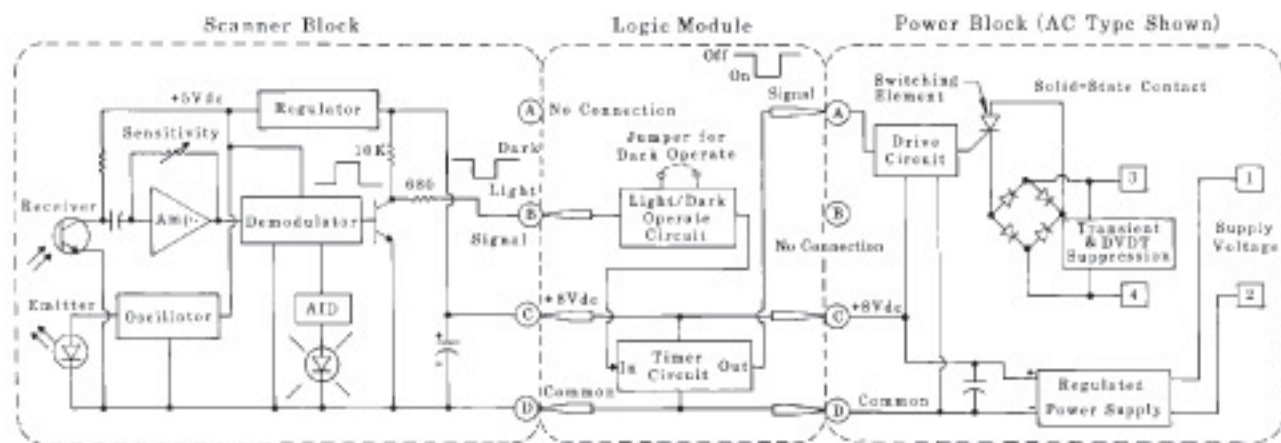 Scanner Block
Logic Module
Power Block (AC Type Shown)
+5Vdc
Regulator
Sensitivity
10K
Dark
Light
680
Receiver
Amp
Demodulator
Signal
Emitter
Oscillator
AID
A
No Connection
B
+8Vdc
C
Common
D
Off
On
Signal
Jumper for
Dark Operate
Light/Dark
Operate
Circuit
In
Timer
Circuit
Out
A
B
No Connection
C
+8Vdc
D
Common
Switching
Element
Solid-State Contact
Drive
Circuit
3
Transient
& DVDT
Suppression
4
1
Supply
Voltage
2
+
-
Regulated
Power Supply